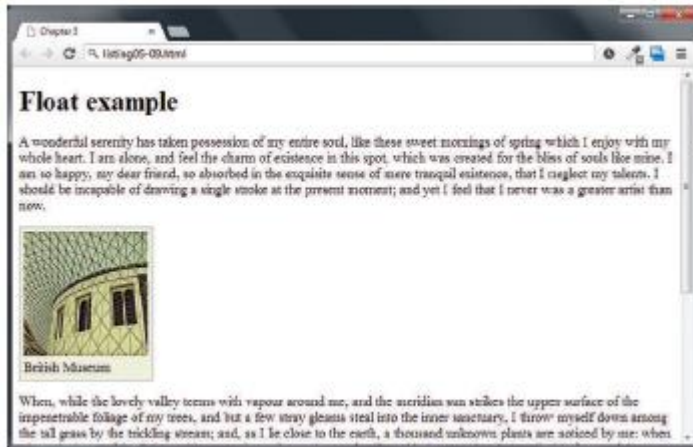 Chapter 5
listing05-09.html
Float example
A wonderful serenity has taken possession of my entire soul, like these sweet mornings of spring which I enjoy with my
whole heart. I am alone, and feel the charm of existence in this spot, which was created for the bliss of souls like mine. I
am so happy, my dear friend, so absorbed in the exquisite sense of mere tranquil existence, that I neglect my talents. I
should be incapable of drawing a single stroke at the present moment; and yet I feel that I never was a greater artist than
now.
British Museum
When, while the lovely valley teems with vapour around me, and the meridian sun strikes the upper surface of the
impenetrable foliage of my trees, and but a few stray gleams steal into the inner sanctuary, I throw myself down among
the tall grass by the trickling stream; and, as I lie close to the earth, a thousand unknown plants are noticed by me: when